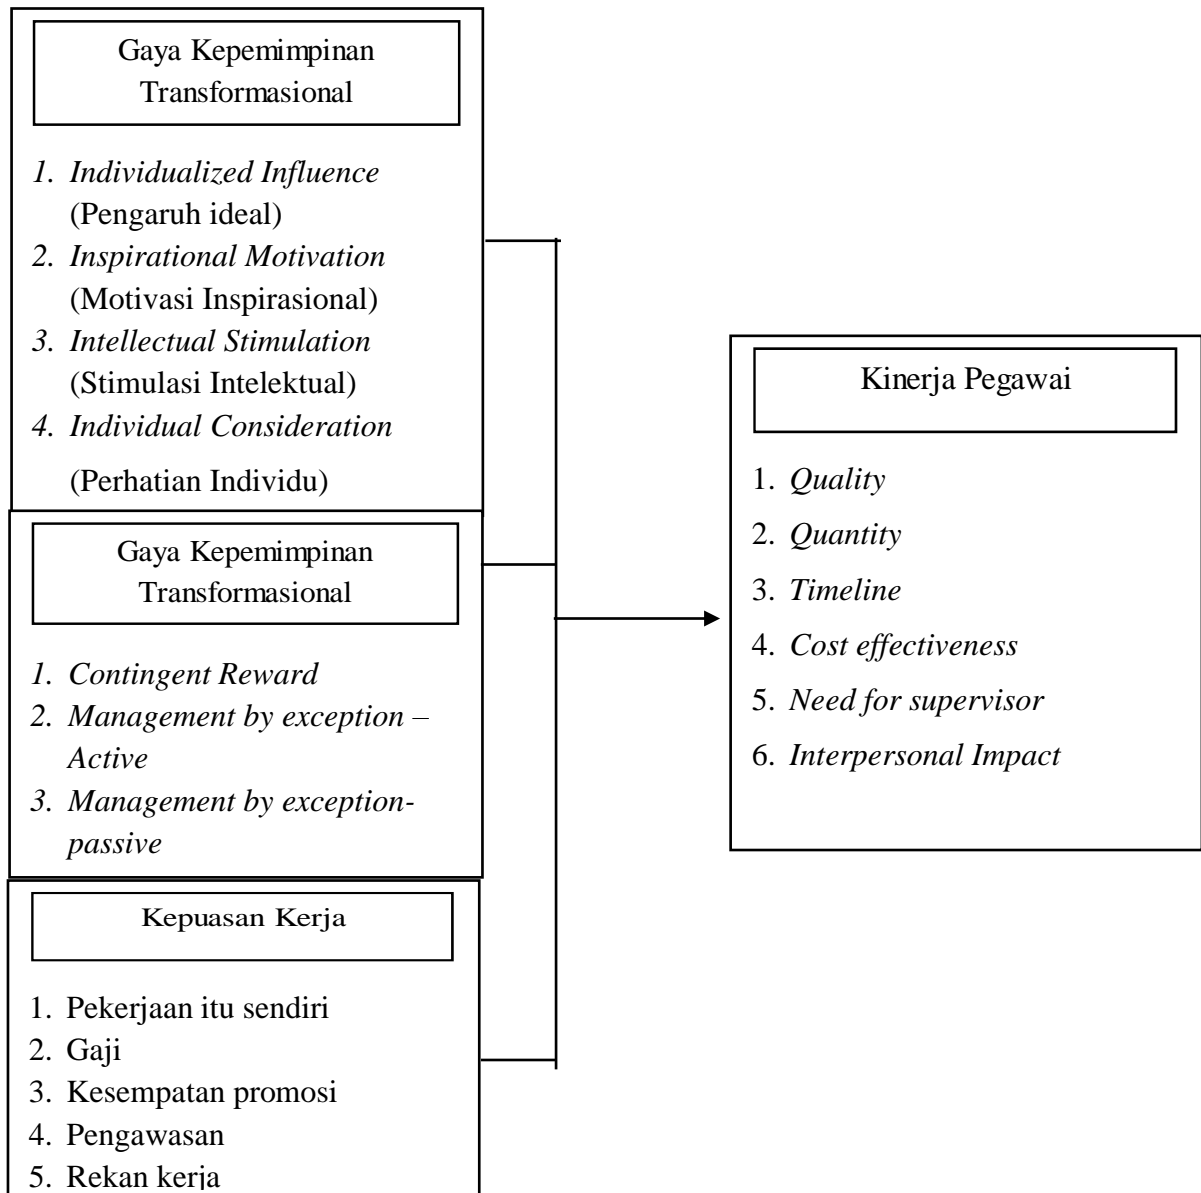 Gaya Kepemimpinan
Transformasional
1. Individualized Influence
(Pengaruh ideal)
2. Inspirational Motivation
(Motivasi Inspirasional)
3. Intellectual Stimulation
(Stimulasi Intelektual)
4. Individual Consideration
(Perhatian Individu)
Gaya Kepemimpinan
Transformasional
1. Contingent Reward
2. Management by exception –
Active
3. Management by exception-
passive
Kepuasan Kerja
1. Pekerjaan itu sendiri
2. Gaji
3. Kesempatan promosi
4. Pengawasan
5. Rekan kerja
Kinerja Pegawai
1. Quality
2. Quantity
3. Timeline
4. Cost effectiveness
5. Need for supervisor
6. Interpersonal Impact